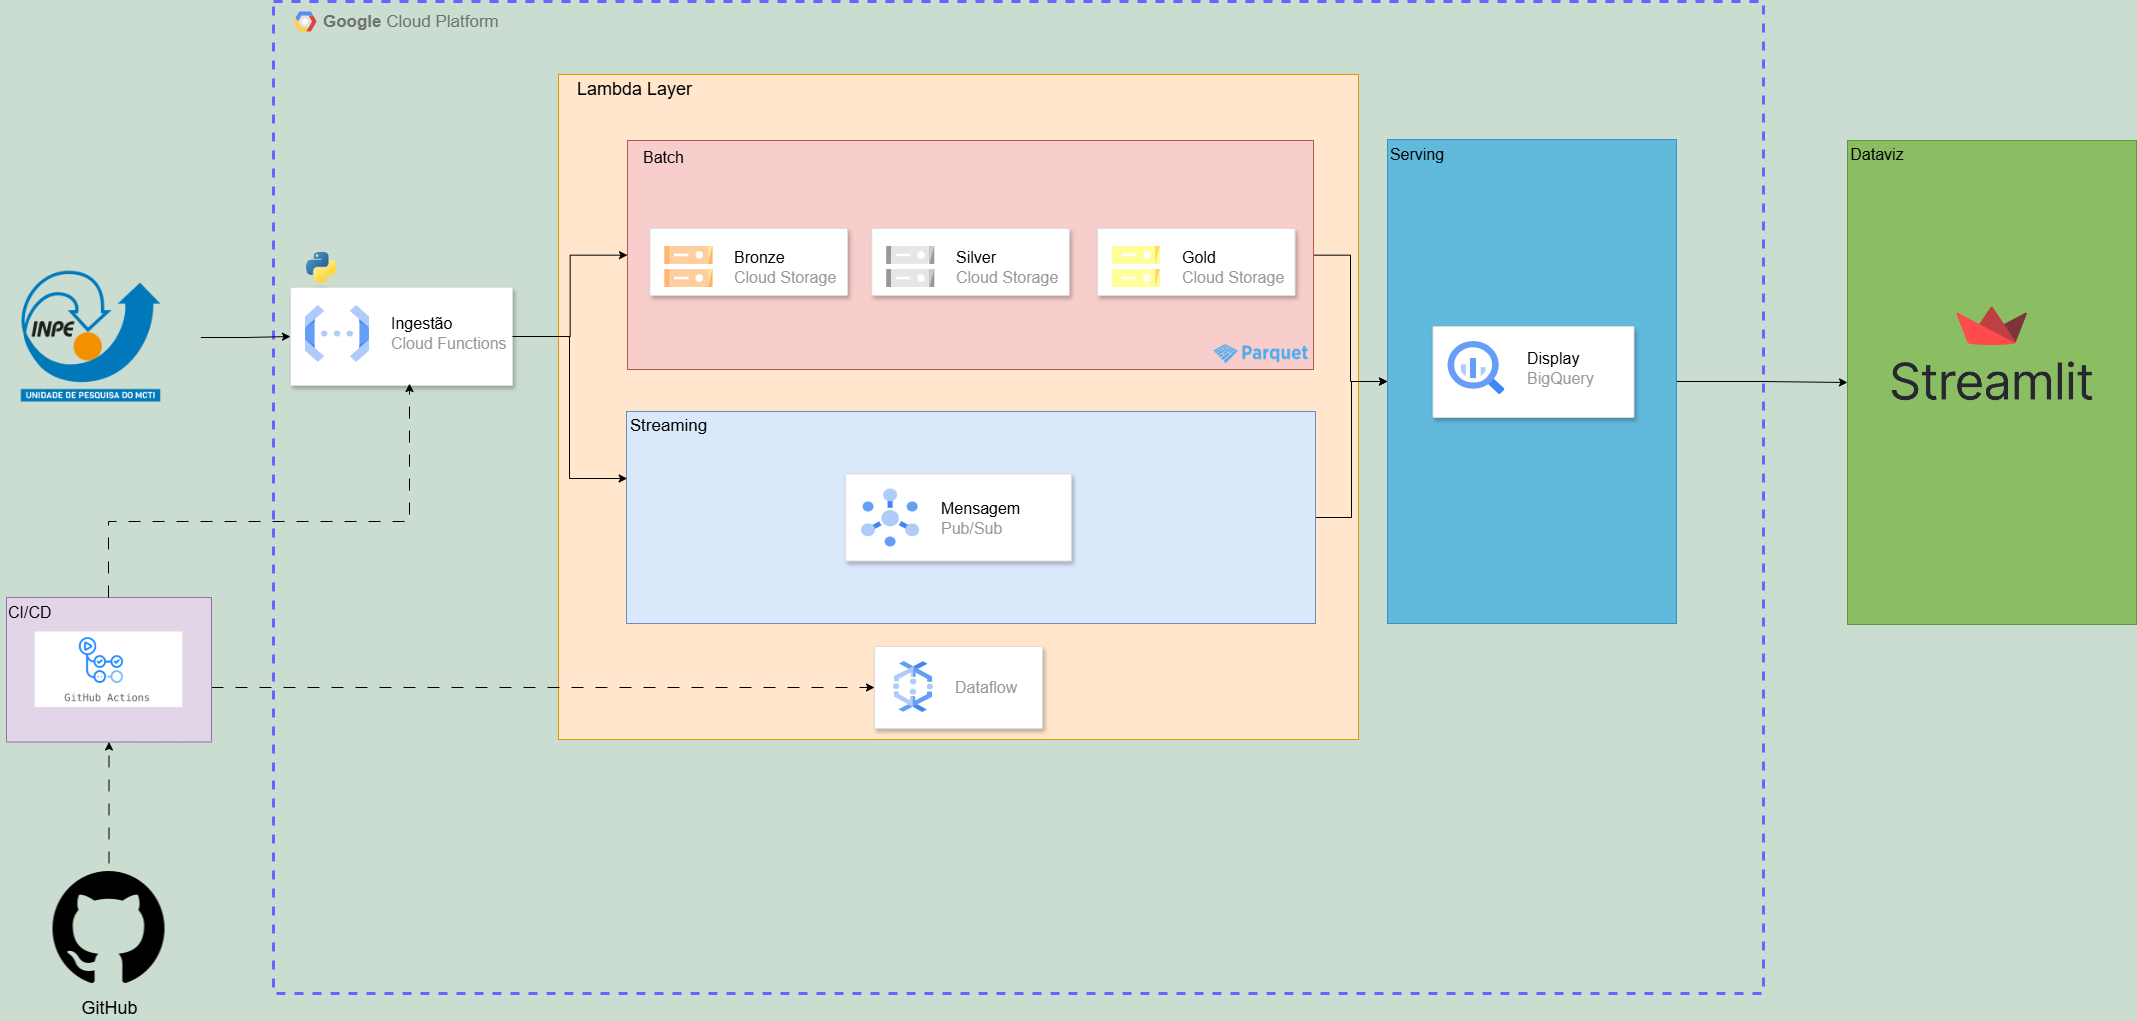 Google Cloud Platform
Lambda Layer
Batch
Bronze
Cloud Storage
Silver
Cloud Storage
Gold
Cloud Storage
Parquet
Serving
Display
BigQuery
Dataviz
Streamlit
INPE
UNIDADE DE PESQUISA DO MCTI
Ingestão
Cloud Functions
Streaming
Mensagem
Pub/Sub
Dataflow
CI/CD
GitHub Actions
GitHub